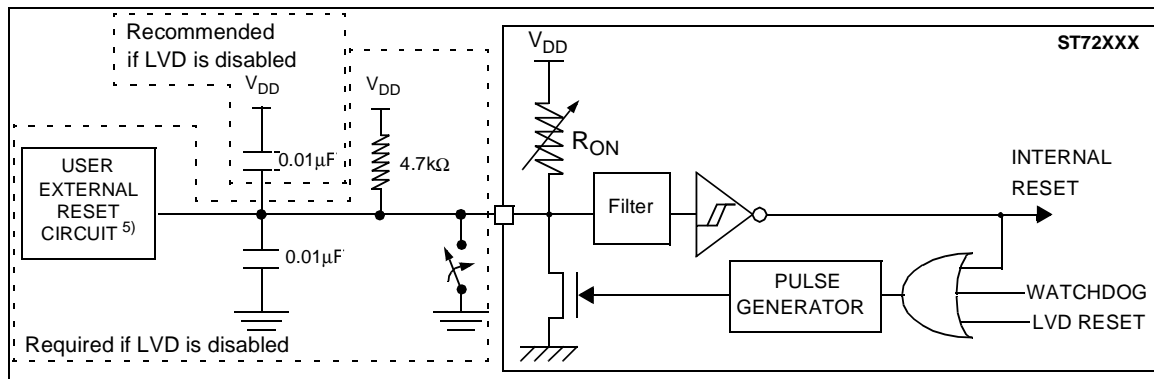 Recommended
if LVD is disabled
VDD
0.01μF
VDD
4.7kΩ
USER
EXTERNAL
RESET
CIRCUIT 5)
0.01μF
Required if LVD is disabled
ST72XXX
VDD
RON
Filter
INTERNAL
RESET
PULSE
GENERATOR
WATCHDOG
LVD RESET